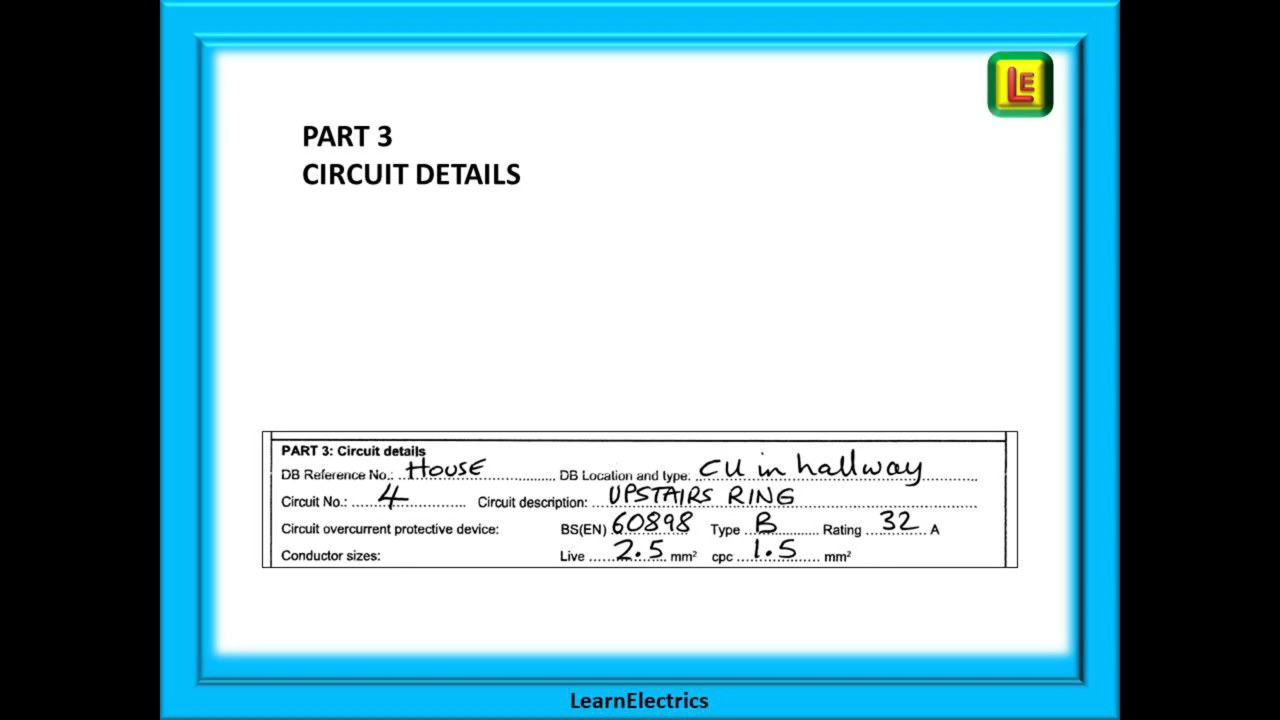 LE
PART 3
CIRCUIT DETAILS
PART 3: Circuit details
DB Reference No.: HOUSE DB Location and type: CU in hallway
Circuit No.: 4 Circuit description: UPSTAIRS RING
Circuit overcurrent protective device: BS(EN) 60898 Type B Rating 32 A
Conductor sizes: Live 2.5 mm² cpc 1.5 mm²
LearnElectrics